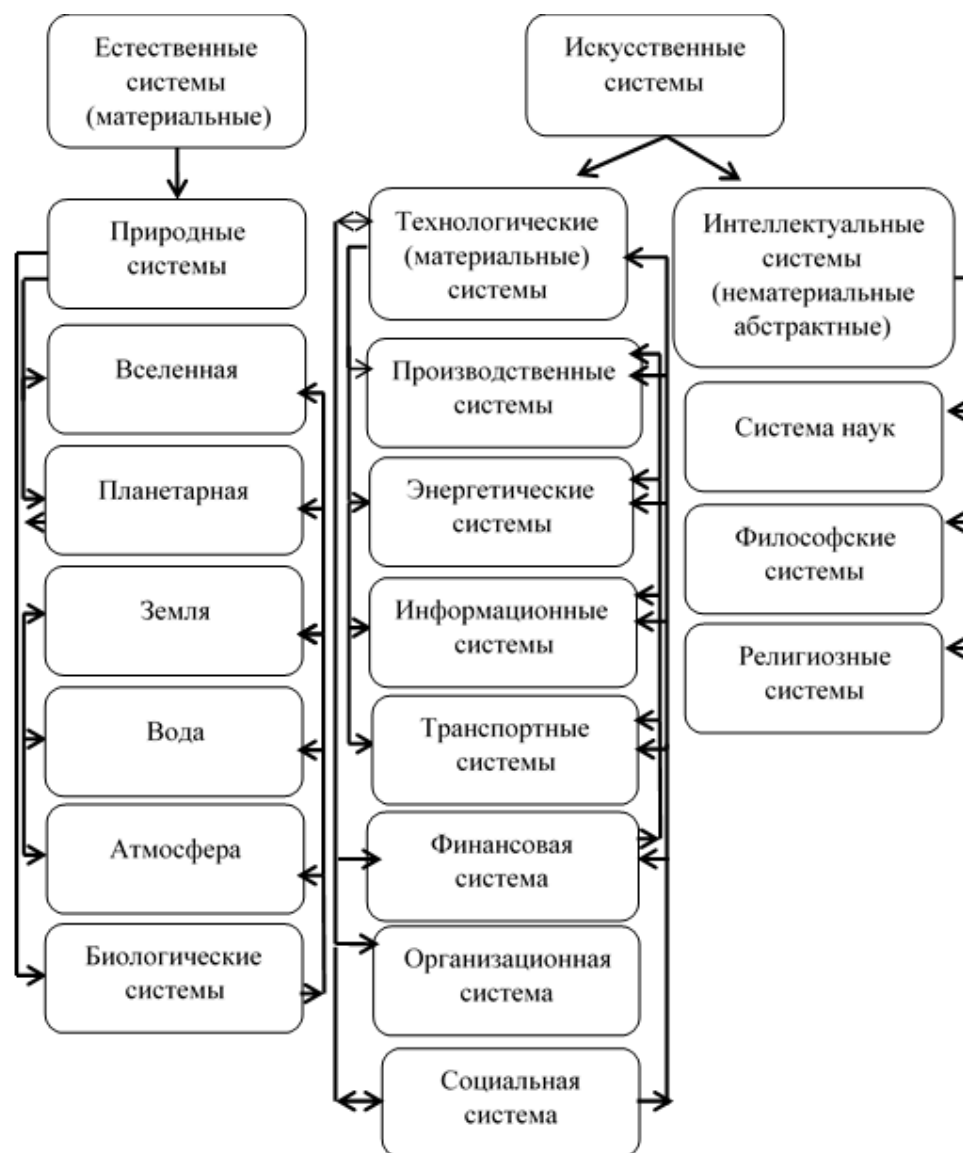 Естественные
системы
(материальные)
Искусственные
системы
Природные
системы
Вселенная
Планетарная
Земля
Вода
Атмосфера
Биологические
системы
Технологические
(материальные)
системы
Производственные
системы
Энергетические
системы
Информационные
системы
Транспортные
системы
Финансовая
система
Организационная
система
Социальная
система
Интеллектуальные
системы
(нематериальные
абстрактные)
Система наук
Философские
системы
Религиозные
системы